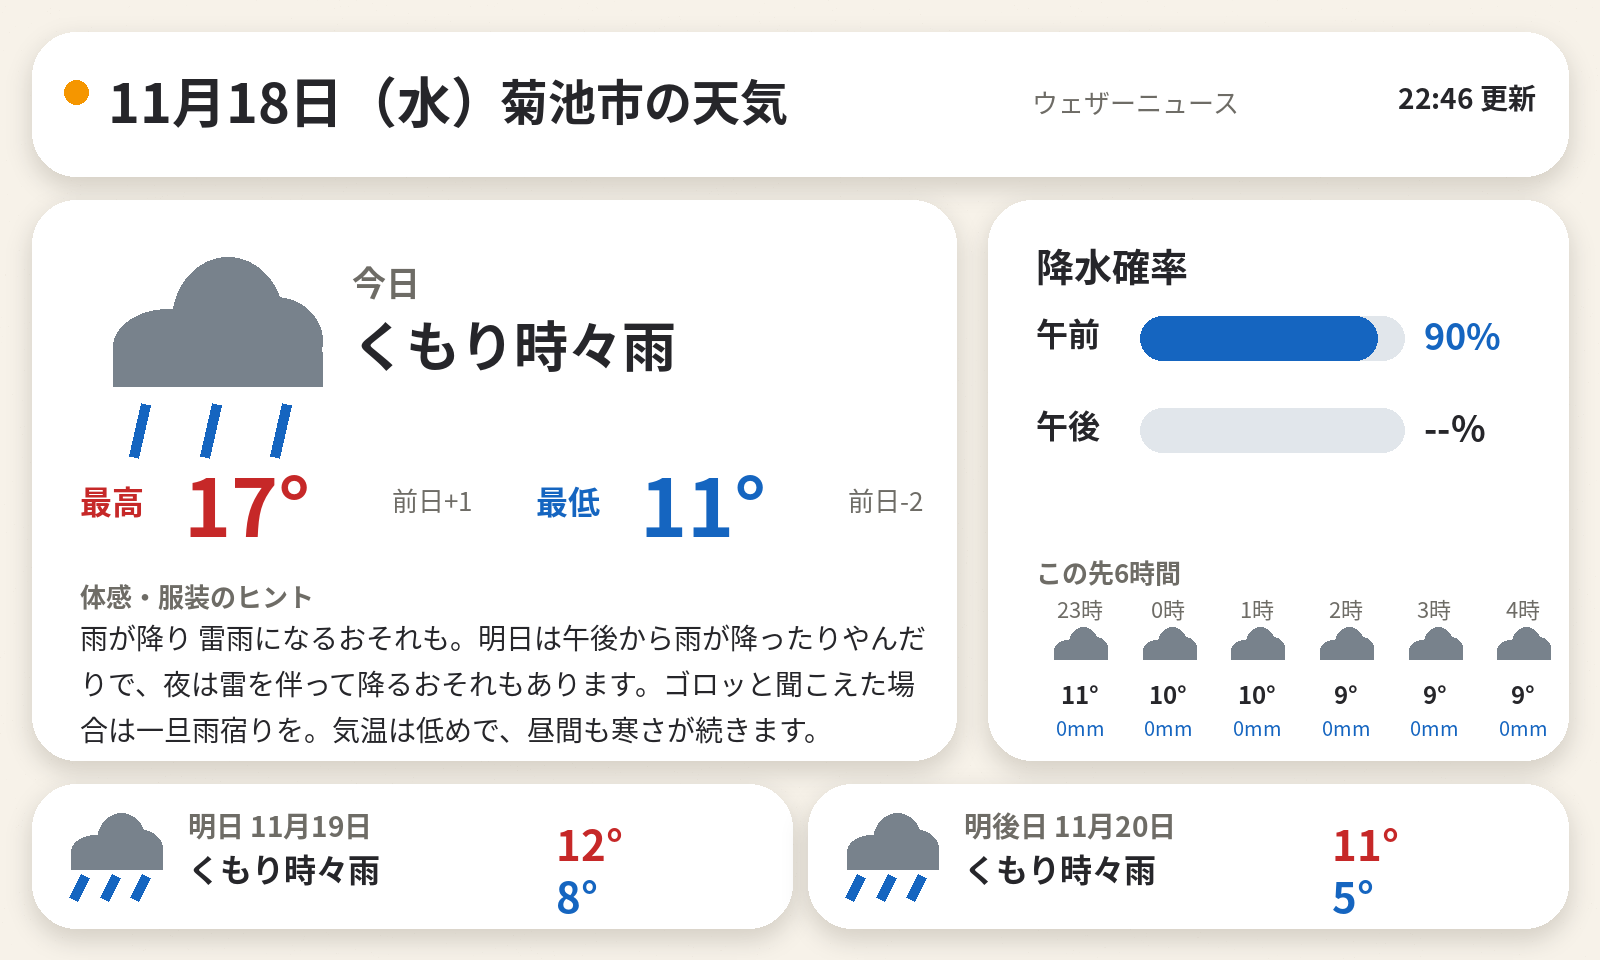 11月18日（水）菊池市の天気
ウェザーニュース
22:46 更新
今日
くもり時々雨
最高 17° 前日+1 最低 11° 前日-2
体感・服装のヒント
雨が降り 雷雨になるおそれも。明日は午後から雨が降ったりやんだ
りで、夜は雷を伴って降るおそれもあります。ゴロッと聞こえた場
合は一旦雨宿りを。気温は低めで、昼間も寒さが続きます。
降水確率
午前 90%
午後 --%
この先6時間
23時 0時 1時 2時 3時 4時
11° 10° 10° 9° 9° 9°
0mm 0mm 0mm 0mm 0mm 0mm
明日 11月19日
くもり時々雨
12°
8°
明後日 11月20日
くもり時々雨
11°
5°